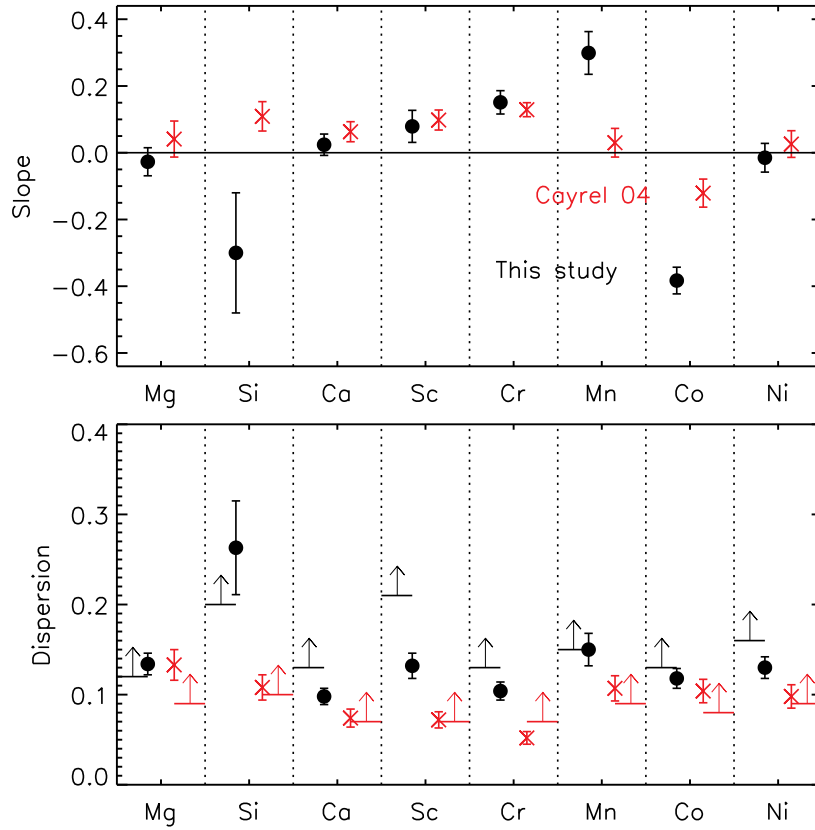 0.4
0.2
0.0
−0.2
−0.4
−0.6
Slope
Cayrel 04
This study
Mg Si Ca Sc Cr Mn Co Ni
0.4
0.3
0.2
0.1
0.0
Dispersion
Mg Si Ca Sc Cr Mn Co Ni